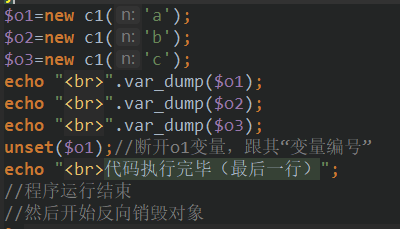 $o1=new c1( n: 'a');
$o2=new c1( n: 'b');
$o3=new c1( n: 'c');
echo "<br>".var_dump($o1);
echo "<br>".var_dump($o2);
echo "<br>".var_dump($o3);
unset($o1);//断开o1变量，跟其“变量编号”
echo "<br>代码执行完毕（最后一行）";
//程序运行结束
//然后开始反向销毁对象